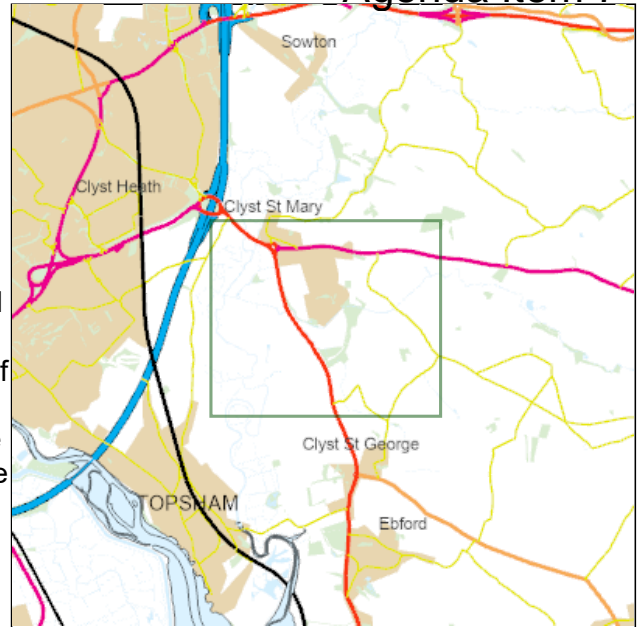 Sowton
Clyst Heath
Clyst St Mary
f
e
Clyst St George
TOPSHAM
Ebford